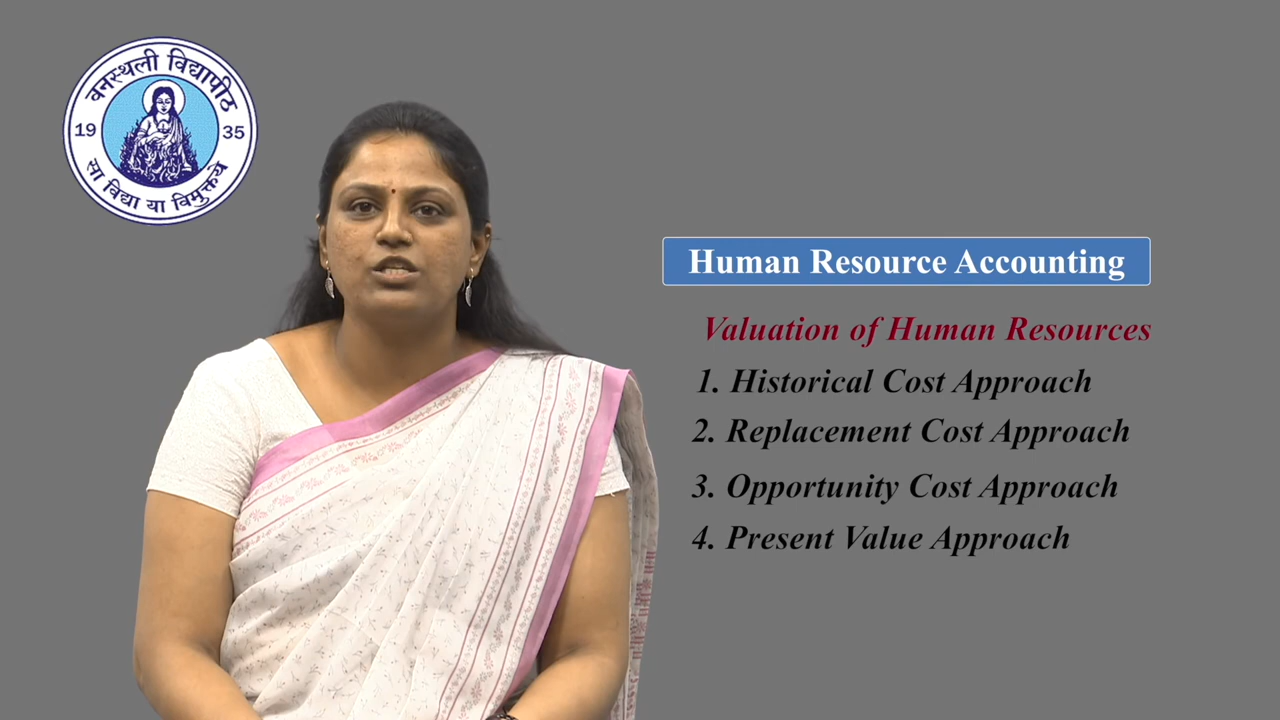 वनस्थली विद्यापीठ
19 35
सा विद्या या विमुक्तये
Human Resource Accounting
Valuation of Human Resources
1. Historical Cost Approach
2. Replacement Cost Approach
3. Opportunity Cost Approach
4. Present Value Approach